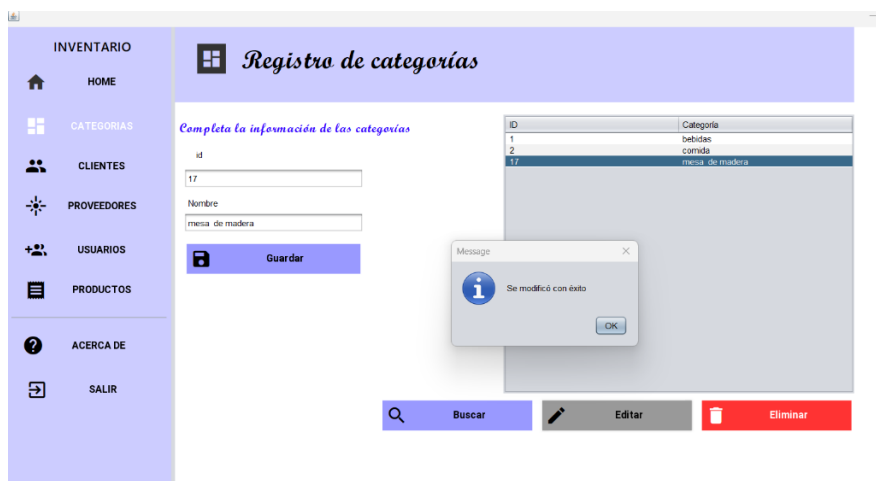 INVENTARIO
HOME
CATEGORIAS
CLIENTES
PROVEEDORES
USUARIOS
PRODUCTOS
ACERCA DE
SALIR
Registro de categorías
Completa la información de las categorías
id
17
Nombre
mesa de madera
Guardar
ID Categoría
1 bebidas
2 comida
17 mesa de madera
Message
Se modificó con éxito
OK
Buscar
Editar
Eliminar